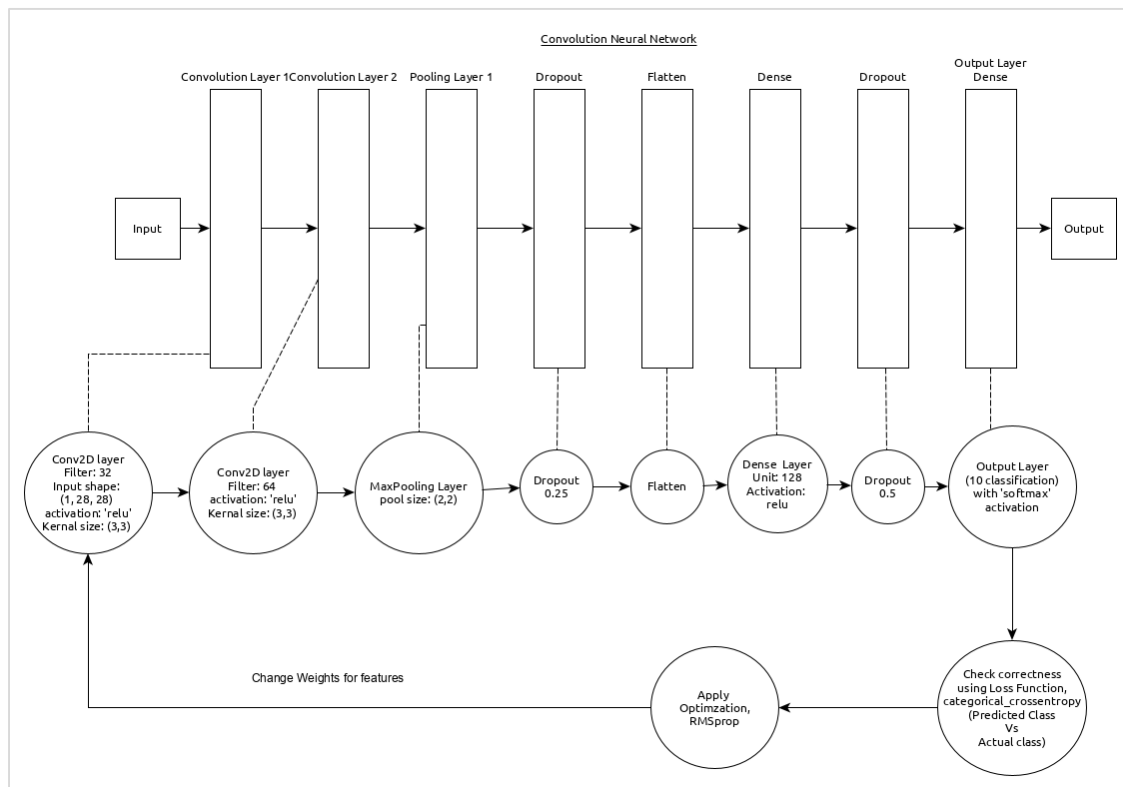 Convolution Neural Network
Convolution Layer 1
Convolution Layer 2
Pooling Layer 1
Dropout
Flatten
Dense
Dropout
Output Layer
Dense
Input
Output
Conv2D layer
Filter: 32
Input shape:
(1, 28, 28)
activation: 'relu'
Kernal size: (3,3)
Conv2D layer
Filter: 64
activation: 'relu'
Kernal size: (3,3)
MaxPooling Layer
pool size: (2,2)
Dropout
0.25
Flatten
Dense Layer
Unit: 128
Activation:
relu
Dropout
0.5
Output Layer
(10 classification)
with 'softmax'
activation
Change Weights for features
Apply
Optimzation,
RMSprop
Check correctness
using Loss Function,
categorical_crossentropy
(Predicted Class
Vs
Actual class)